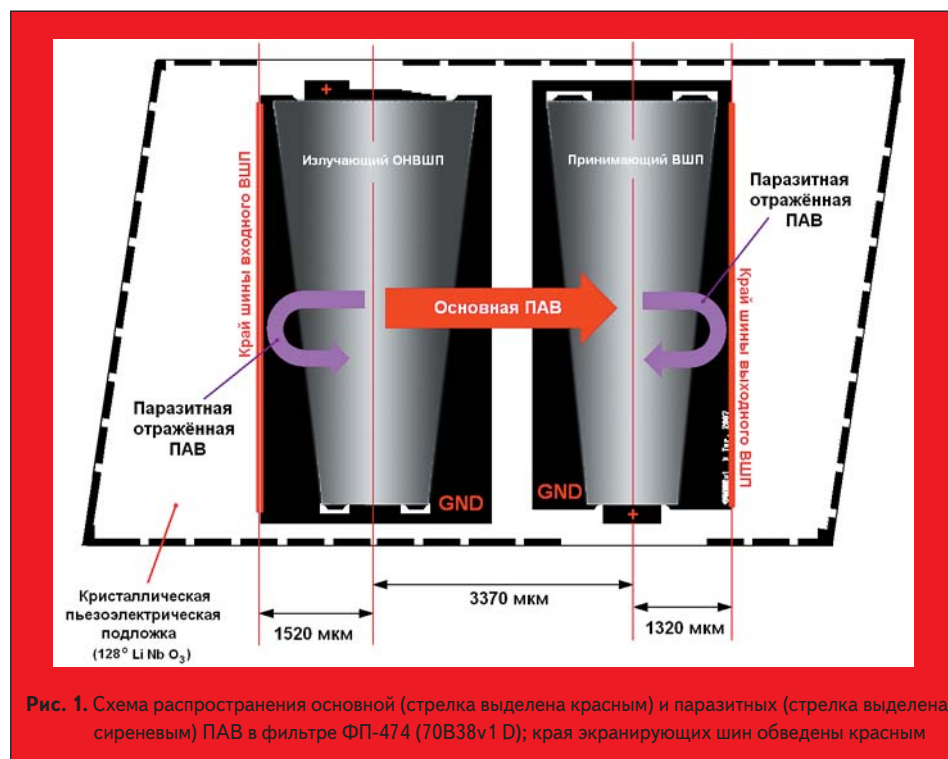 +
Излучающий ОНВШП
Принимающий ВШП
Паразитная
отражённая
ПАВ
Край шины входного ВШП
Основная ПАВ
Край шины выходного ВШП
Паразитная
отражённая
ПАВ
GND
GND
+
Кристаллическая
пьезоэлектрическая
подложка
(128° Li Nb O₃)
1520 мкм
3370 мкм
1320 мкм
Рис. 1. Схема распространения основной (стрелка выделена красным) и паразитных (стрелка выделена
сиреневым) ПАВ в фильтре ФП-474 (70В38v1 D); края экранирующих шин обведены красным